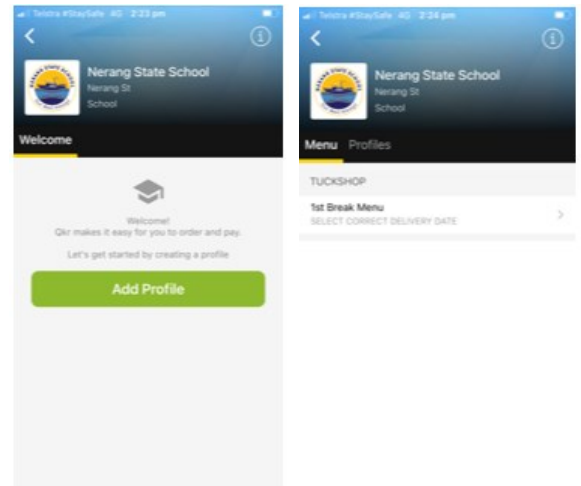 Telstra #StaySafe 4G 2:23 pm
Nerang State School
Nerang St
School
Welcome
Welcome!
Qkr makes it easy for you to order and pay.
Let's get started by creating a profile
Add Profile
Telstra #StaySafe 4G 2:24 pm
Nerang State School
Nerang St
School
Menu Profiles
TUCKSHOP
1st Break Menu
SELECT CORRECT DELIVERY DATE